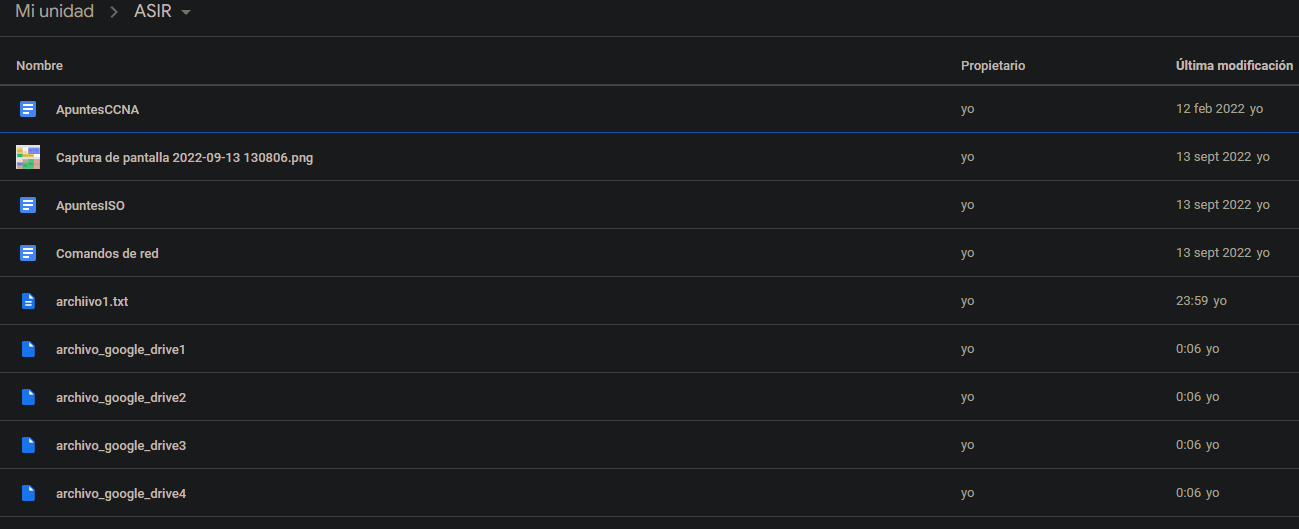 Mi unidad > ASIR
Nombre Propietario Última modificación
ApuntesCCNA yo 12 feb 2022 yo
Captura de pantalla 2022-09-13 130806.png yo 13 sept 2022 yo
ApuntesISO yo 13 sept 2022 yo
Comandos de red yo 13 sept 2022 yo
archiivo1.txt yo 23:59 yo
archivo_google_drive1 yo 0:06 yo
archivo_google_drive2 yo 0:06 yo
archivo_google_drive3 yo 0:06 yo
archivo_google_drive4 yo 0:06 yo